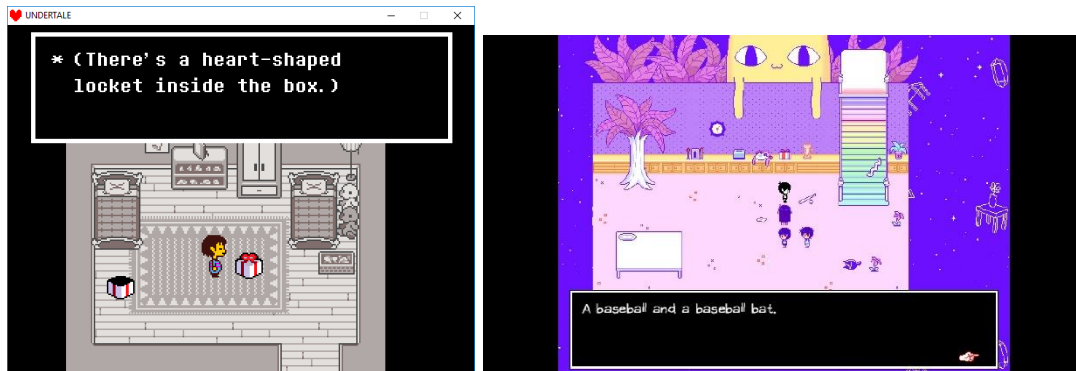 UNDERTALE
* (There's a heart-shaped
locket inside the box.)
A baseball and a baseball bat.